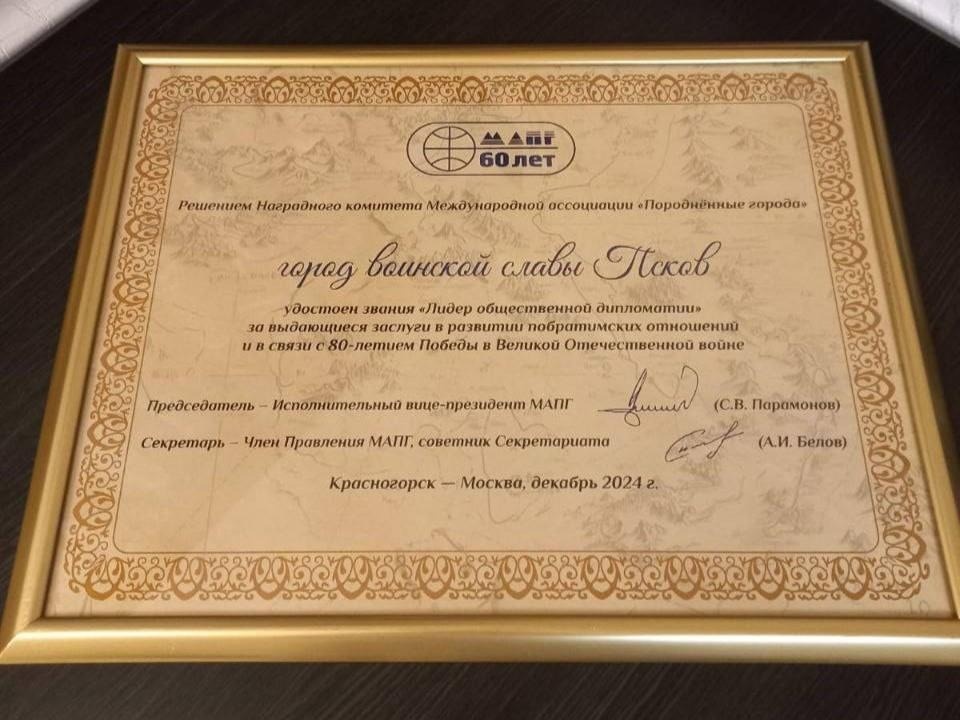 МАПГ
60 лет
Решением Наградного комитета Международной ассоциации «Породнённые города»
город воинской славы Псков
удостоен звания «Лидер общественной дипломатии»
за выдающиеся заслуги в развитии побратимских отношений
и в связи с 80-летием Победы в Великой Отечественной войне
Председатель – Исполнительный вице-президент МАПГ (С.В. Парамонов)
Секретарь – Член Правления МАПГ, советник Секретариата (А.И. Белов)
Красногорск — Москва, декабрь 2024 г.